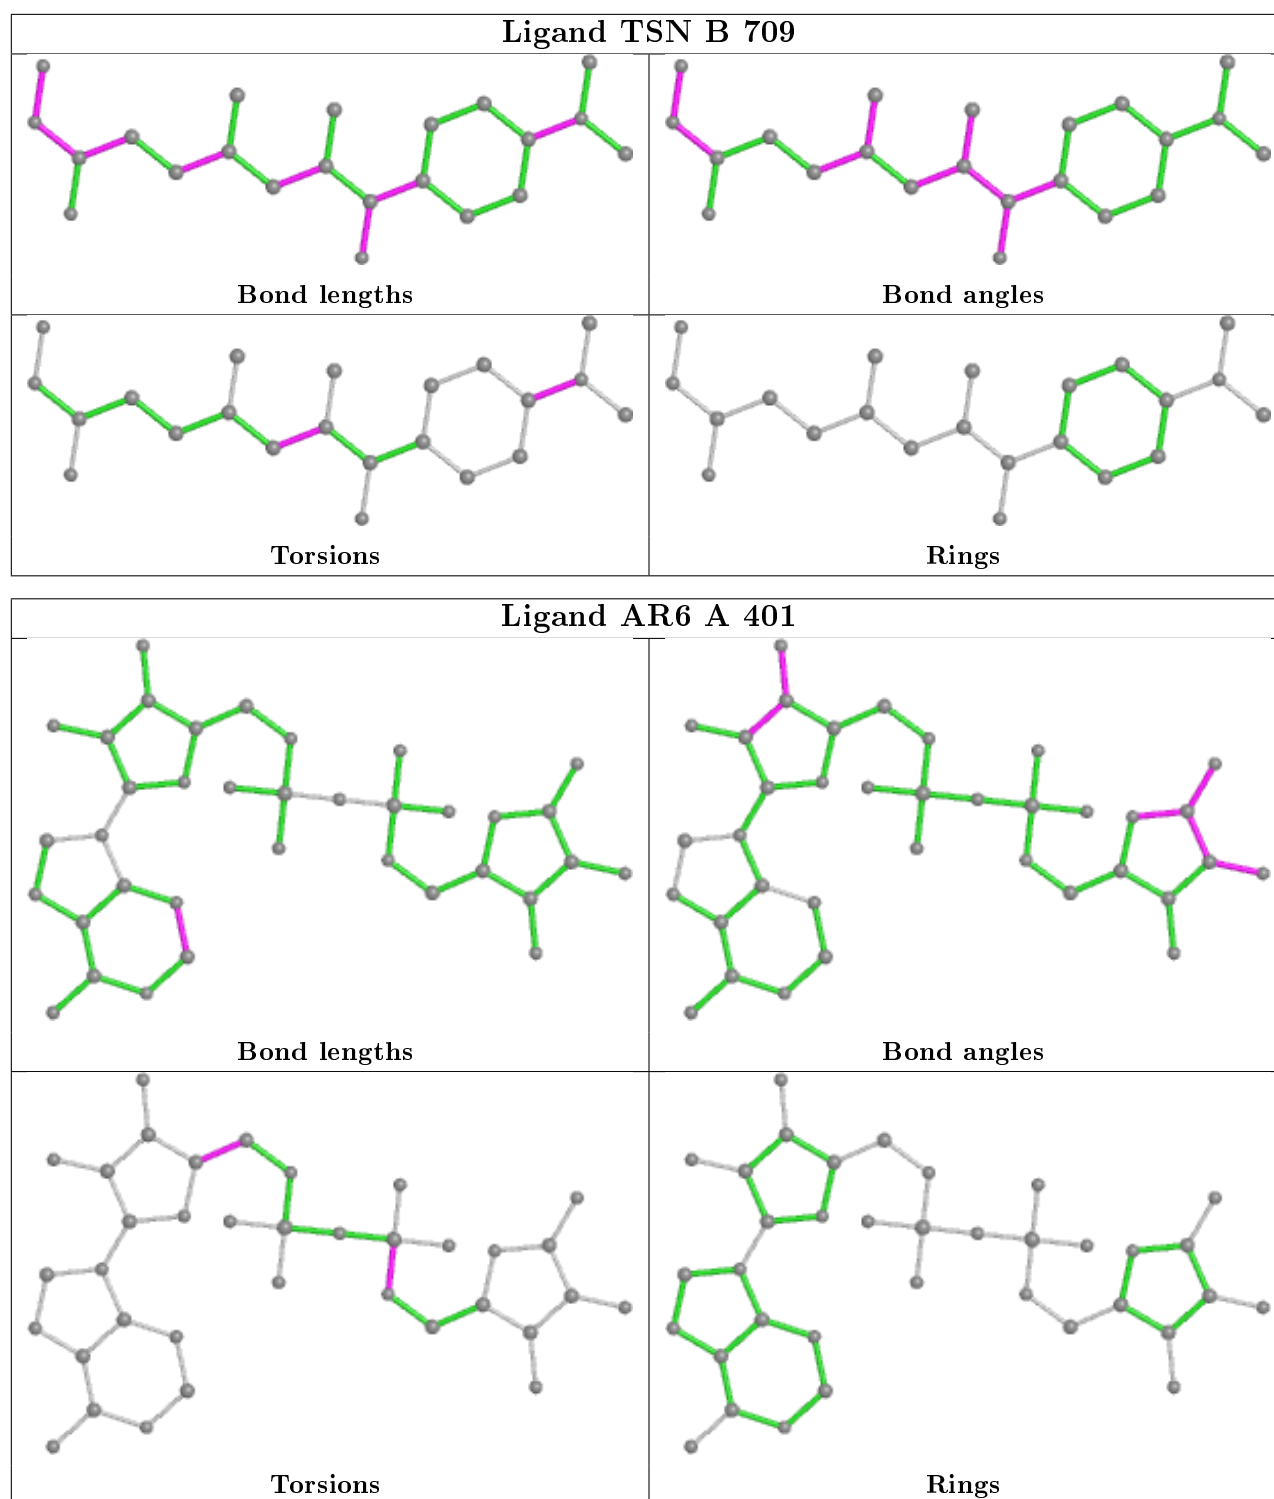 Ligand TSN B 709
Bond lengths
Bond angles
Torsions
Rings
Ligand AR6 A 401
Bond lengths
Bond angles
Torsions
Rings